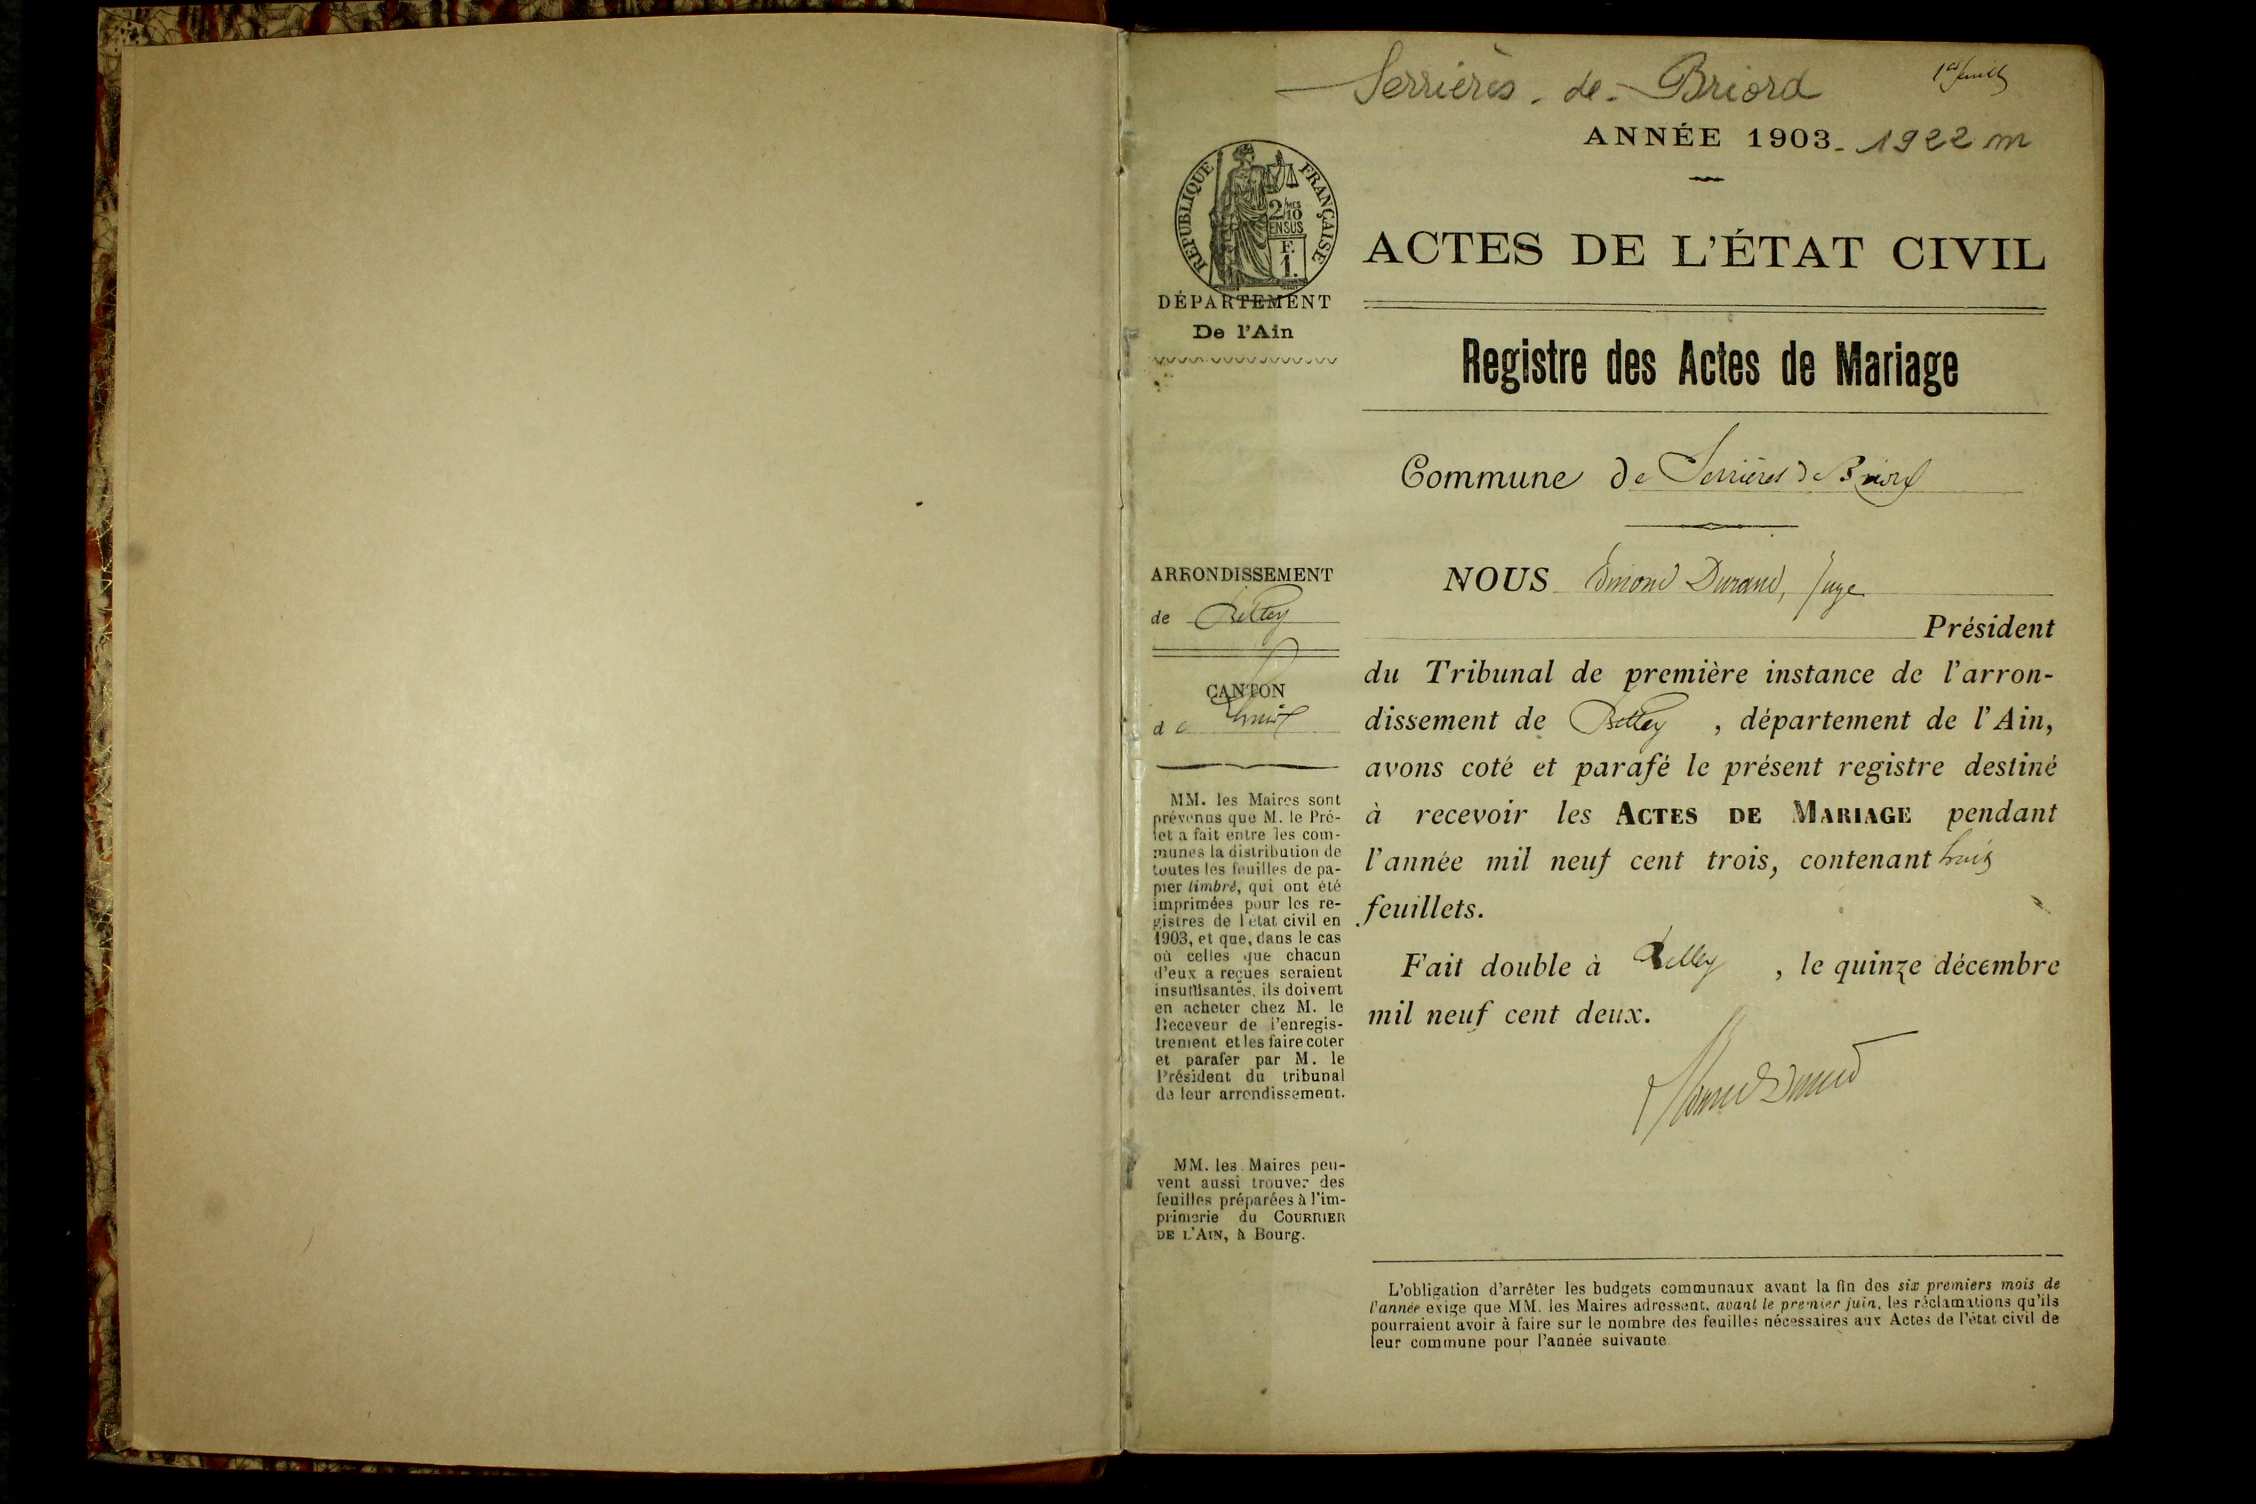 Serrières - de - Briord
1er feuillet
ANNÉE 1903 - 1922 m
RÉPUBLIQUE FRANÇAISE
2/10
EN SUS
F.
1.
ACTES DE L'ÉTAT CIVIL
DÉPARTEMENT
De l'Ain
Registre des Actes de Mariage
Commune de Serrières de Briord
ARRONDISSEMENT
de Belley
CANTON
de
MM. les Maires sont
prévenus que M. le Pré-
fet a fait entre les com-
munes la distribution de
toutes les feuilles de pa-
pier timbré, qui ont été
imprimées pour les re-
gistres de l'état civil en
1903, et que, dans le cas
où celles que chacun
d'eux a reçues seraient
insuffisantes, ils doivent
en acheter chez M. le
Receveur de l'enregis-
trement et les faire coter
et parafer par M. le
Président du tribunal
de leur arrondissement.
MM. les Maires peu-
vent aussi trouver des
feuilles préparées à l'im-
primerie du COURRIER
DE L'AIN, à Bourg.
NOUS Edmond Durand, Juge
Président
du Tribunal de première instance de l'arron-
dissement de Belley, département de l'Ain,
avons coté et parafé le présent registre destiné
à recevoir les ACTES DE MARIAGE pendant
l'année mil neuf cent trois, contenant trois
feuillets.
Fait double à Belley, le quinze décembre
mil neuf cent deux.
Edmond Durand
L'obligation d'arrêter les budgets communaux avant la fin des six premiers mois de
l'année exige que MM. les Maires adressent, avant le premier juin, les réclamations qu'ils
pourraient avoir à faire sur le nombre des feuilles nécessaires aux Actes de l'état civil de
leur commune pour l'année suivante